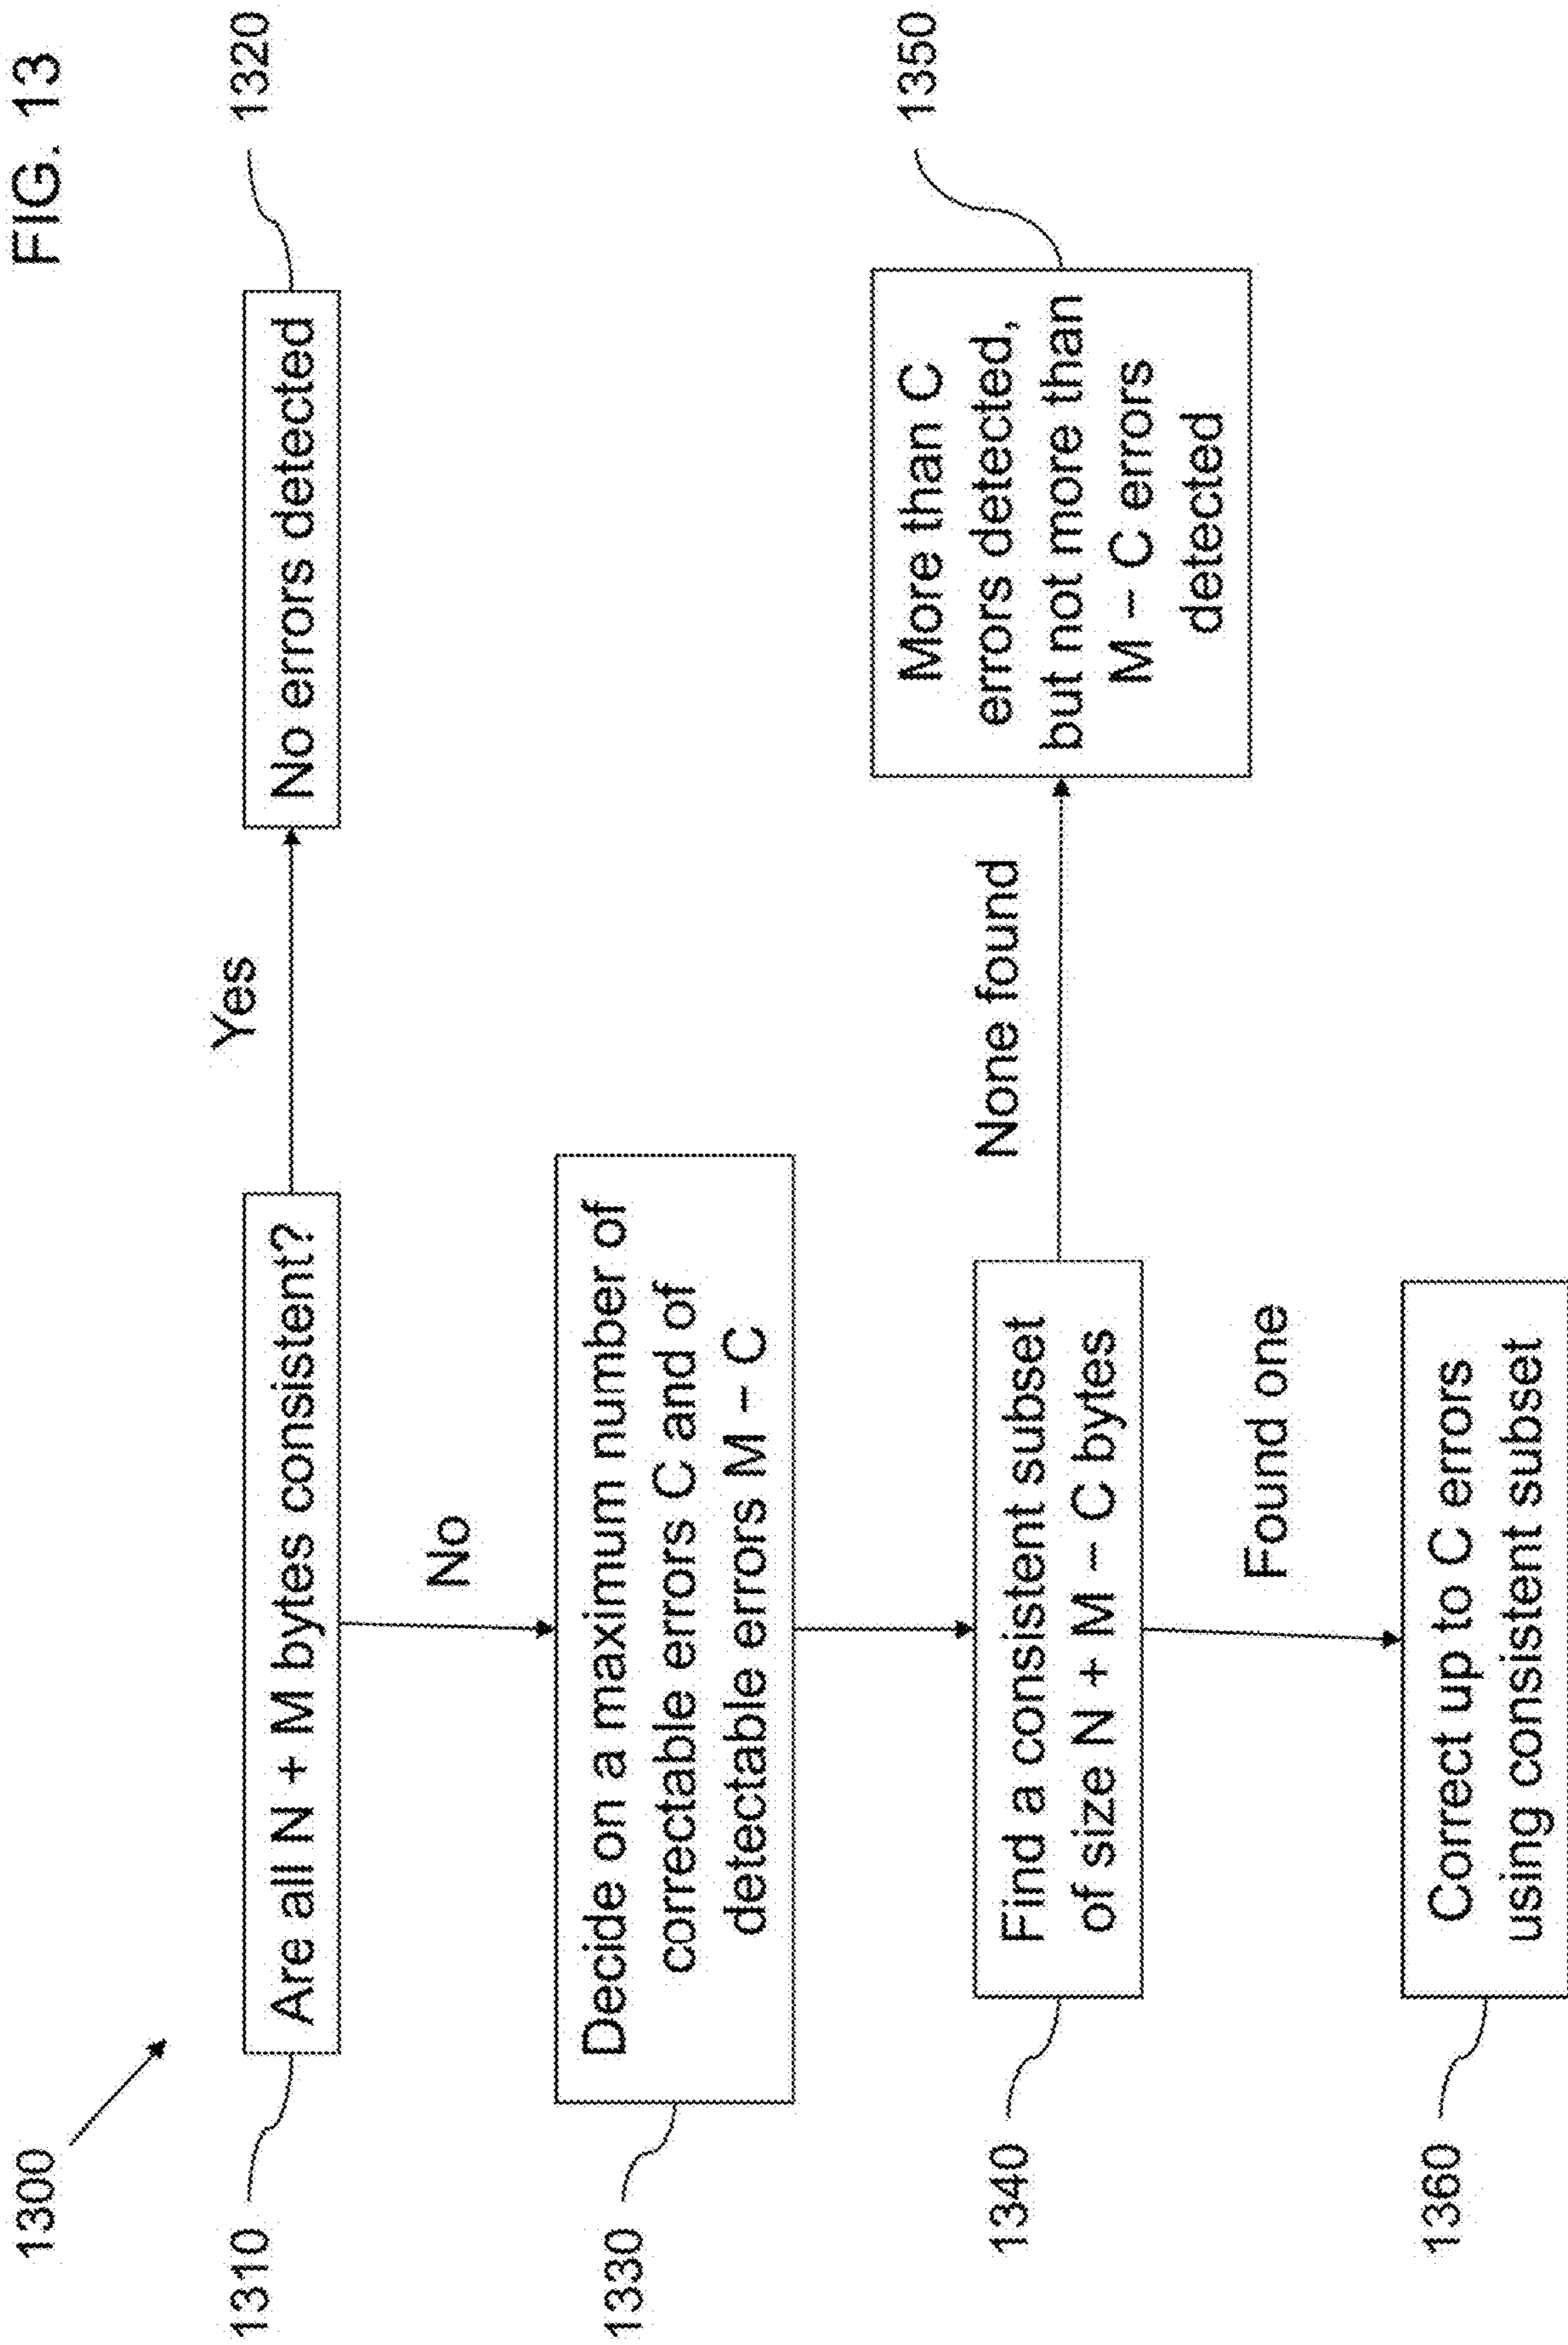 FIG. 13
1300
1310
Are all N + M bytes consistent?
Yes
No errors detected
1320
No
1330
Decide on a maximum number of
correctable errors C and of
detectable errors M – C
1340
Find a consistent subset
of size N + M – C bytes
None found
More than C
errors detected,
but not more than
M – C errors
detected
1350
Found one
1360
Correct up to C errors
using consistent subset